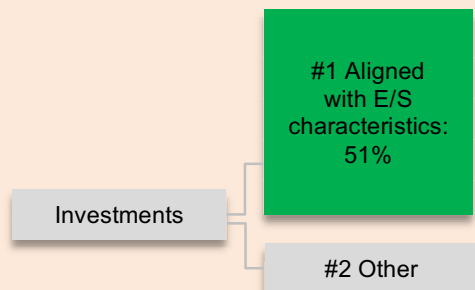 #1 Aligned
with E/S
characteristics:
51%
Investments
#2 Other